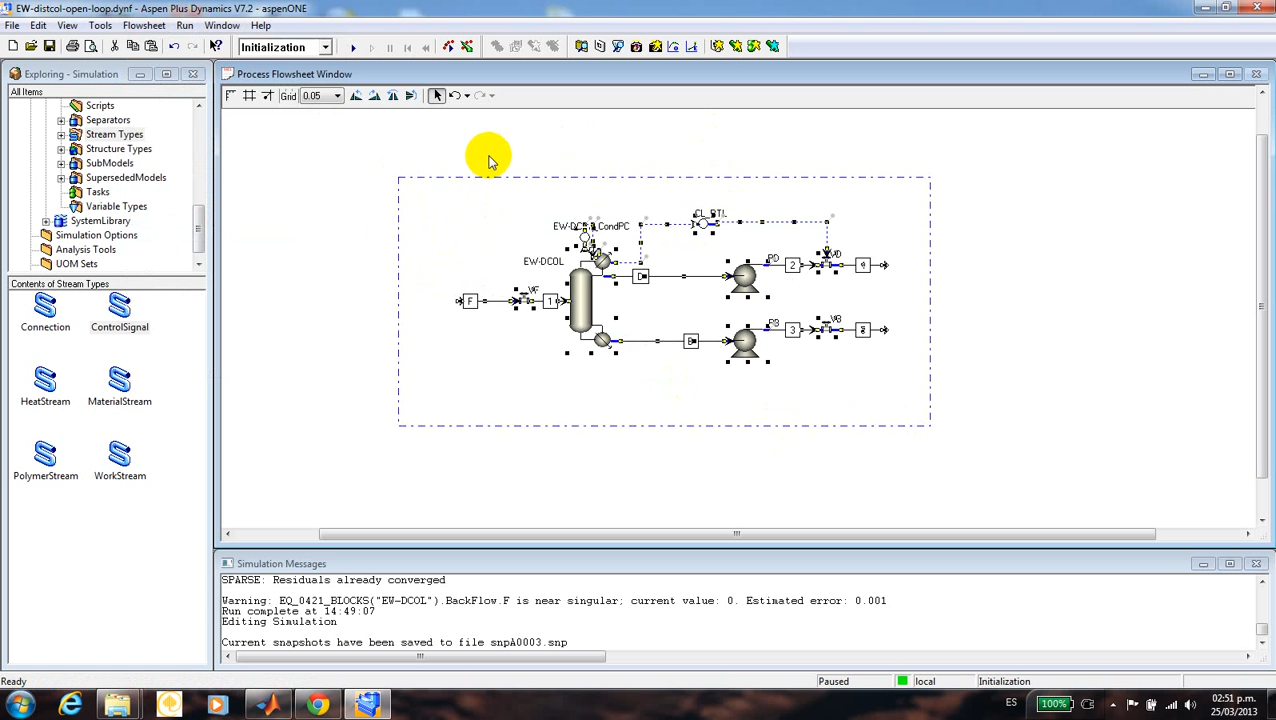 EW-distcol-open-loop.dynf - Aspen Plus Dynamics V7.2 - aspenONE
File Edit View Tools Flowsheet Run Window Help
Initialization
Exploring - Simulation
All Items
Scripts
Separators
Stream Types
Structure Types
SubModels
SupersededModels
Tasks
Variable Types
SystemLibrary
Simulation Options
Analysis Tools
UOM Sets
Contents of Stream Types
Connection ControlSignal
HeatStream MaterialStream
PolymerStream WorkStream
Process Flowsheet Window
Grid 0.05
EW-DCOL
F
VF
1
D
PD
2
VD
B
PB
3
VB
Simulation Messages
SPARSE: Residuals already converged
Warning: EQ_0421_BLOCKS("EW-DCOL").BackFlow.F is near singular; current value: 0. Estimated error: 0.001
Run complete at 14:49:07
Editing Simulation
Current snapshots have been saved to file snpA0003.snp
Ready Paused local Initialization
ES 100% 02:51 p.m.
25/03/2013